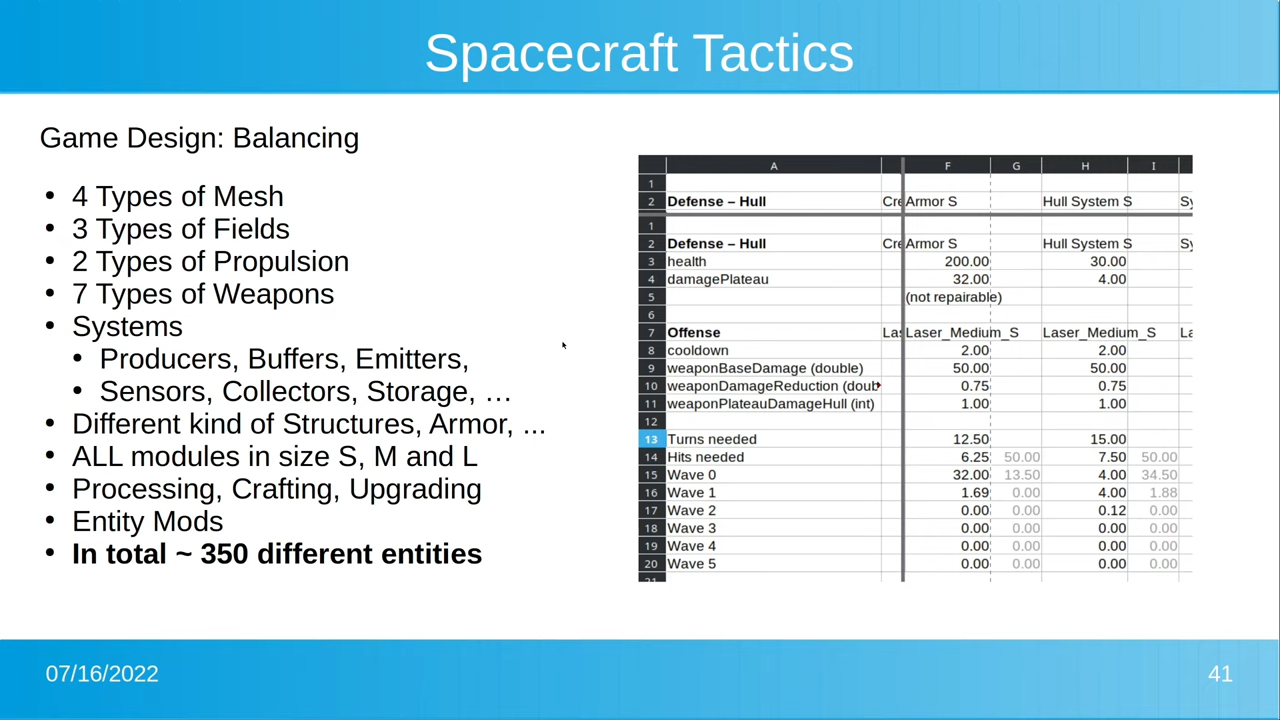 Spacecraft Tactics
Game Design: Balancing
• 4 Types of Mesh
• 3 Types of Fields
• 2 Types of Propulsion
• 7 Types of Weapons
• Systems
• Producers, Buffers, Emitters,
• Sensors, Collectors, Storage, …
• Different kind of Structures, Armor, ...
• ALL modules in size S, M and L
• Processing, Crafting, Upgrading
• Entity Mods
• In total ~ 350 different entities
A F G H I
1
2 Defense – Hull Cre Armor S Hull System S Sy
1
2 Defense – Hull Cre Armor S Hull System S Sy
3 health 200.00 30.00
4 damagePlateau 32.00 4.00
5 (not repairable)
6
7 Offense Las Laser_Medium_S Laser_Medium_S La
8 cooldown 2.00 2.00
9 weaponBaseDamage (double) 50.00 50.00
10 weaponDamageReduction (doub 0.75 0.75
11 weaponPlateauDamageHull (int) 1.00 1.00
12
13 Turns needed 12.50 15.00
14 Hits needed 6.25 50.00 7.50 50.00
15 Wave 0 32.00 13.50 4.00 34.50
16 Wave 1 1.69 0.00 4.00 1.88
17 Wave 2 0.00 0.00 0.12 0.00
18 Wave 3 0.00 0.00 0.00 0.00
19 Wave 4 0.00 0.00 0.00 0.00
20 Wave 5 0.00 0.00 0.00 0.00
07/16/2022
41